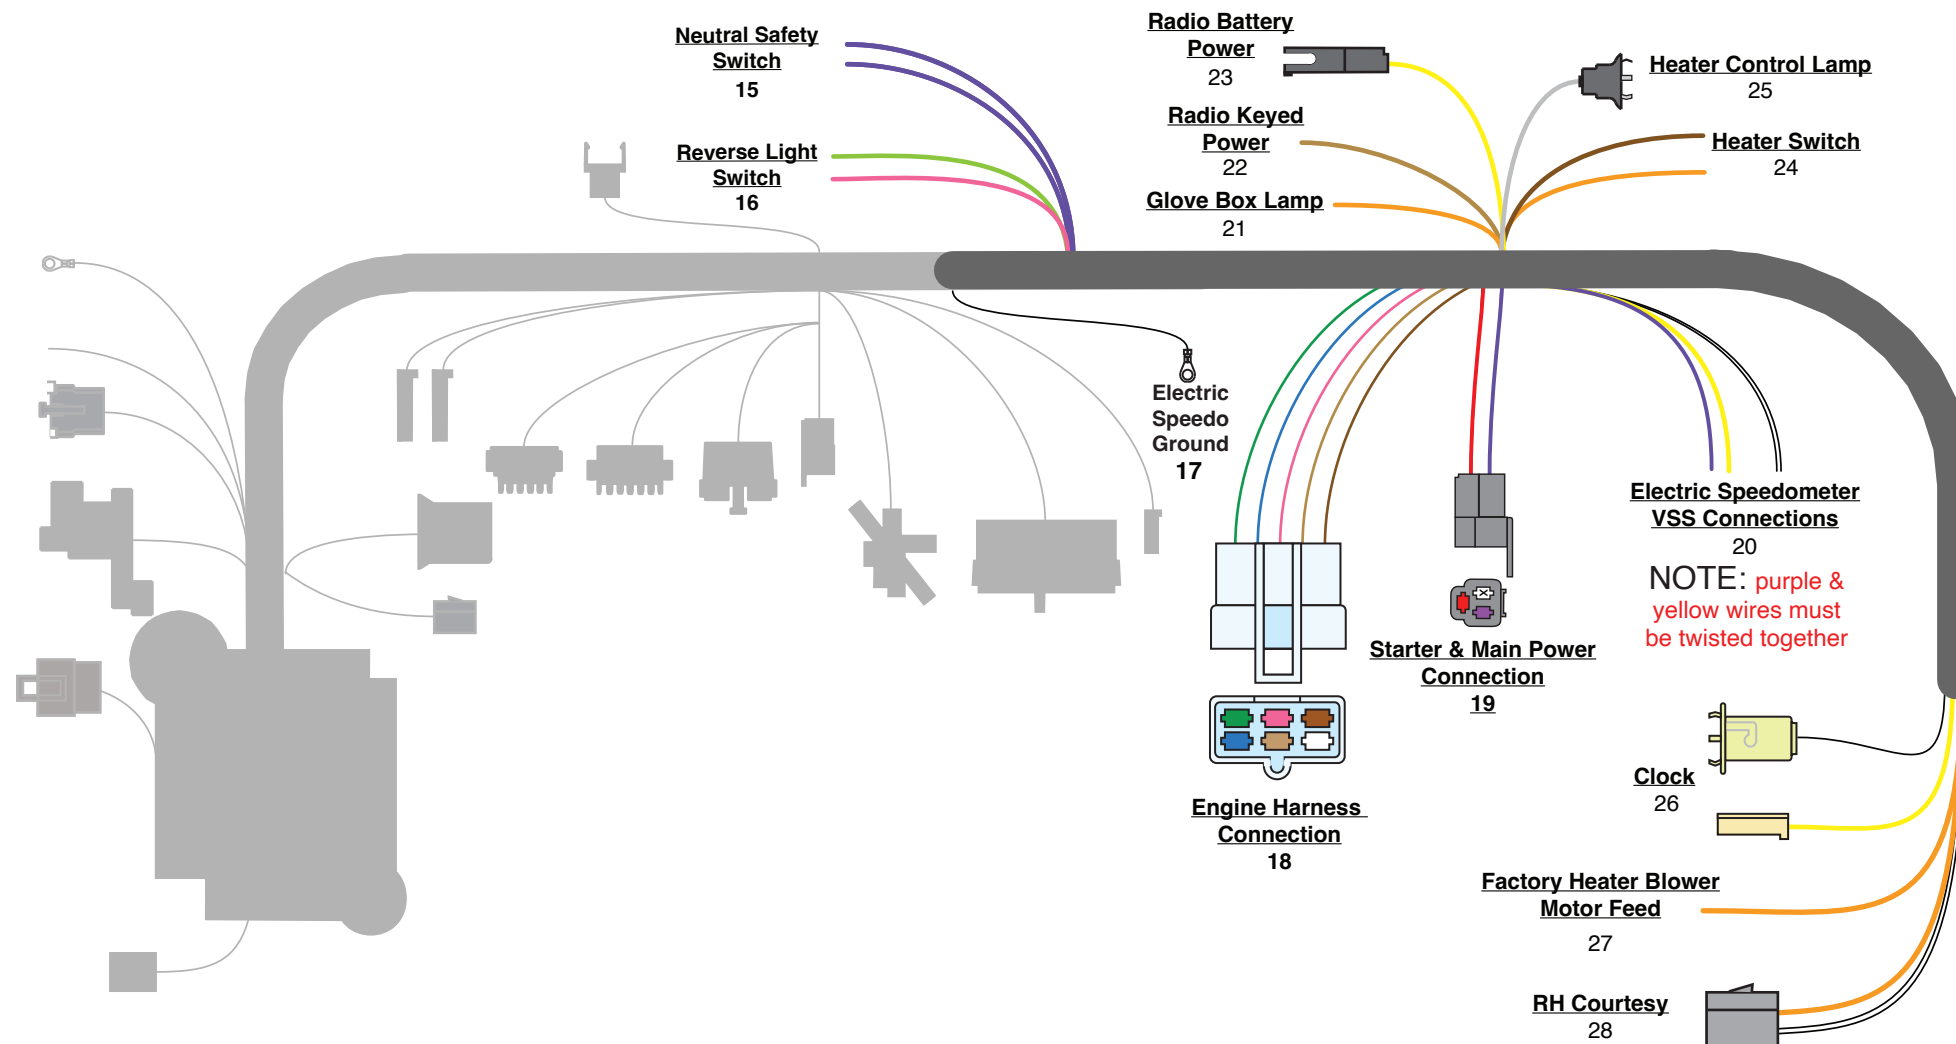 Neutral Safety
Switch
15
Reverse Light
Switch
16
Radio Battery
Power
23
Radio Keyed
Power
22
Glove Box Lamp
21
Heater Control Lamp
25
Heater Switch
24
Electric
Speedo
Ground
17
Engine Harness
Connection
18
X
Starter & Main Power
Connection
19
Electric Speedometer
VSS Connections
20
NOTE: purple &
yellow wires must
be twisted together
Clock
26
Factory Heater Blower
Motor Feed
27
RH Courtesy
28